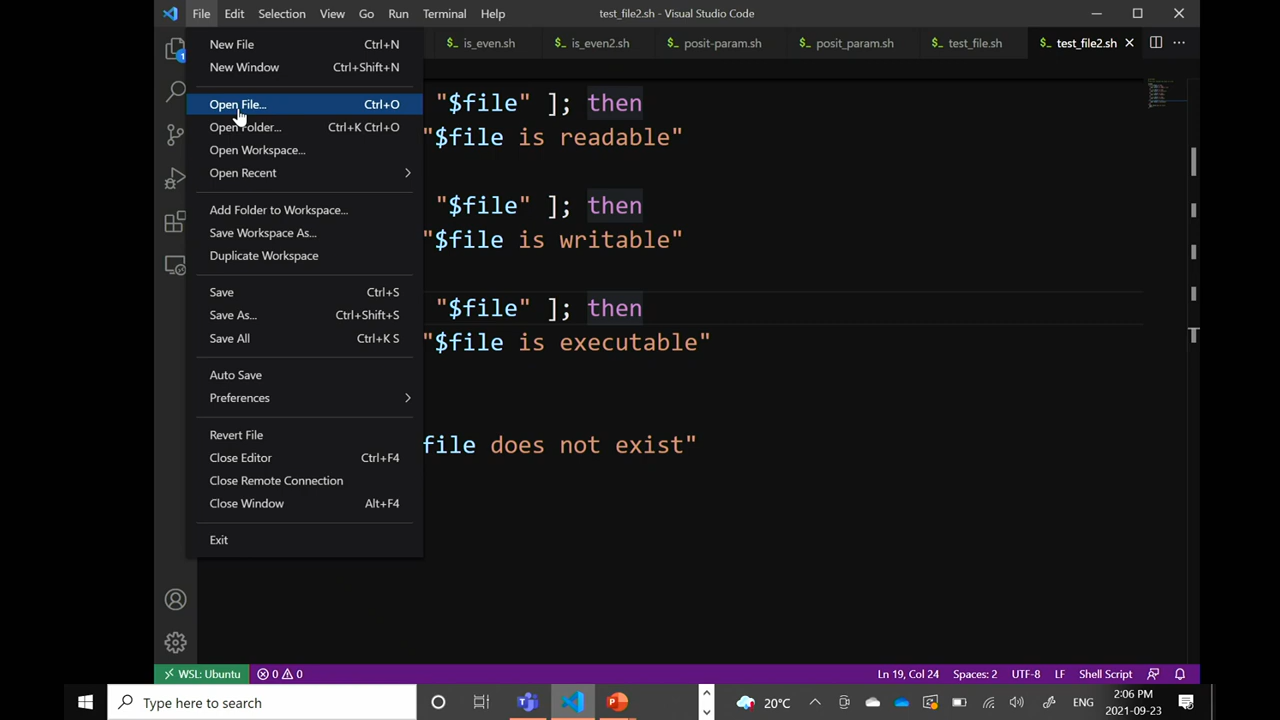 File Edit Selection View Go Run Terminal Help test_file2.sh - Visual Studio Code
$_ is_even.sh $_ is_even2.sh $_ posit-param.sh $_ posit_param.sh $_ test_file.sh $_ test_file2.sh
New File Ctrl+N
New Window Ctrl+Shift+N
Open File... Ctrl+O
Open Folder... Ctrl+K Ctrl+O
Open Workspace...
Open Recent
Add Folder to Workspace...
Save Workspace As...
Duplicate Workspace
Save Ctrl+S
Save As... Ctrl+Shift+S
Save All Ctrl+K S
Auto Save
Preferences
Revert File
Close Editor Ctrl+F4
Close Remote Connection
Close Window Alt+F4
Exit
"$file" ]; then
"$file is readable"
"$file" ]; then
"$file is writable"
"$file" ]; then
"$file is executable"
file does not exist"
1
WSL: Ubuntu 0 0 Ln 19, Col 24 Spaces: 2 UTF-8 LF Shell Script
Type here to search 20°C ENG 2:06 PM
2021-09-23